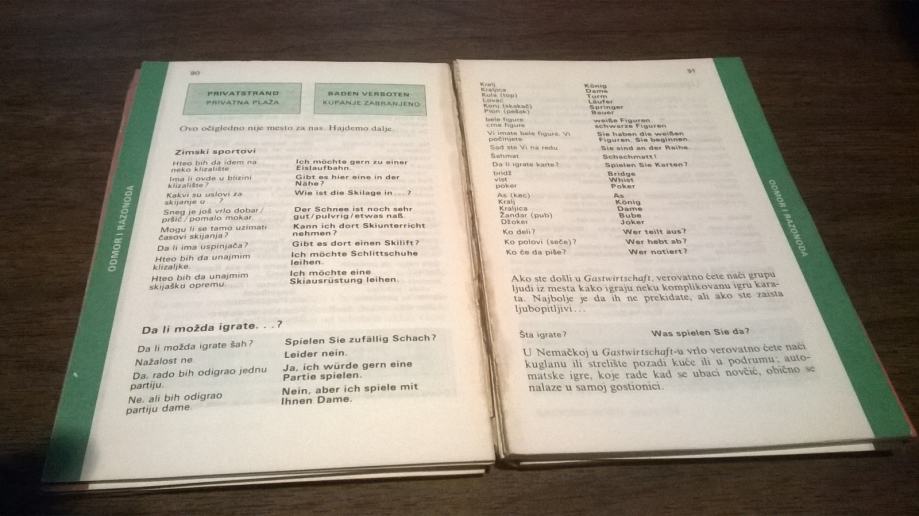 90
PRIVATSTRAND
PRIVATNA PLAŽA
BADEN VERBOTEN
KUPANJE ZABRANJENO
Ovo očigledno nije mesto za nas. Hajdemo dalje.
Zimski sportovi
Hteo bih da idem na
neko klizalište.
Ich möchte gern zu einer
Eislaufbahn.
Ima li ovde u blizini
klizalište?
Gibt es hier eine in der
Nähe?
Kakvi su uslovi za
skijanje u . . .?
Wie ist die Skilage in . . .?
Sneg je još vrlo dobar/
pršić/pomalo mokar.
Der Schnee ist noch sehr
gut/pulvrig/etwas naß.
Mogu li se tamo uzimati
časovi skijanja?
Kann ich dort Skiunterricht
nehmen?
Da li ima uspinjača?
Gibt es dort einen Skilift?
Hteo bih da unajmim
klizaljke.
Ich möchte Schlittschuhe
leihen.
Hteo bih da unajmim
skijašku opremu.
Ich möchte eine
Skiausrüstung leihen.
Da li možda igrate. . .?
Da li možda igrate šah?
Spielen Sie zufällig Schach?
Nažalost ne.
Leider nein.
Da, rado bih odigrao jednu
partiju.
Ja, ich würde gern eine
Partie spielen.
Ne, ali bih odigrao
partiju dame.
Nein, aber ich spiele mit
Ihnen Dame.
ODMOR I RAZONODA
91
Kralj
König
Kraljica
Dame
Kula (top)
Turm
Lovac
Läufer
Konj (skakač)
Springer
Pion (pešak)
Bauer
bele figure
weiße Figuren
crne figure
schwarze Figuren
Vi imate bele figure. Vi
počinjete.
Sie haben die weißen
Figuren. Sie beginnen.
Sad ste Vi na redu.
Sie sind an der Reihe.
Šahmat.
Schachmatt!
Da li igrate karte?
Spielen Sie Karten?
bridž
Bridge
vist
Whist
poker
Poker
As (kec)
As
Kralj
König
Kraljica
Dame
Žandar (pub)
Bube
Džoker
Joker
Ko deli?
Wer teilt aus?
Ko polovi (seče)?
Wer hebt ab?
Ko će da piše?
Wer notiert?
Ako ste došli u Gastwirtschaft, verovatno ćete naći grupu
ljudi iz mesta kako igraju neku komplikovanu igru kara-
ta. Najbolje je da ih ne prekidate, ali ako ste zaista
ljubopitljivi…
Šta igrate?
Was spielen Sie da?
U Nemačkoj u Gastwirtschaft-u vrlo verovatno ćete naći
kuglanu ili strelište pozadi kuće ili u podrumu; auto-
matske igre, koje rade kad se ubaci novčić, obično se
nalaze u samoj gostionici.
ODMOR I RAZONODA